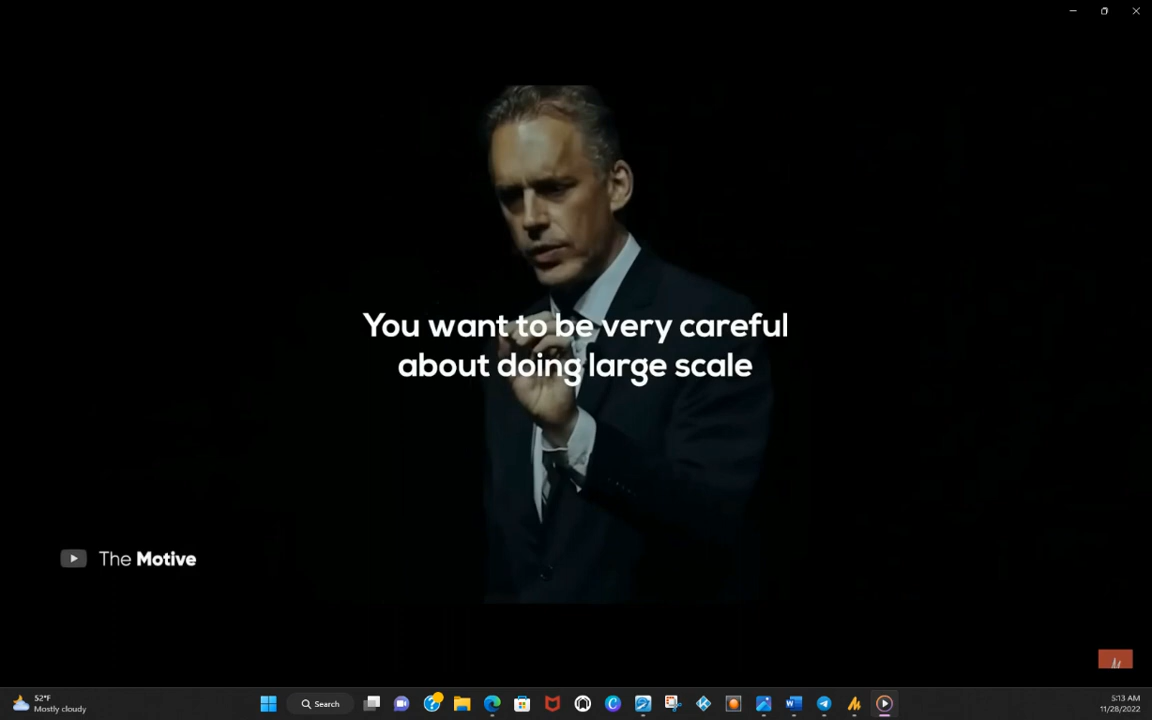 You want to be very careful
about doing large scale
The Motive
52°F
Mostly cloudy
Search
5:13 AM
11/28/2022